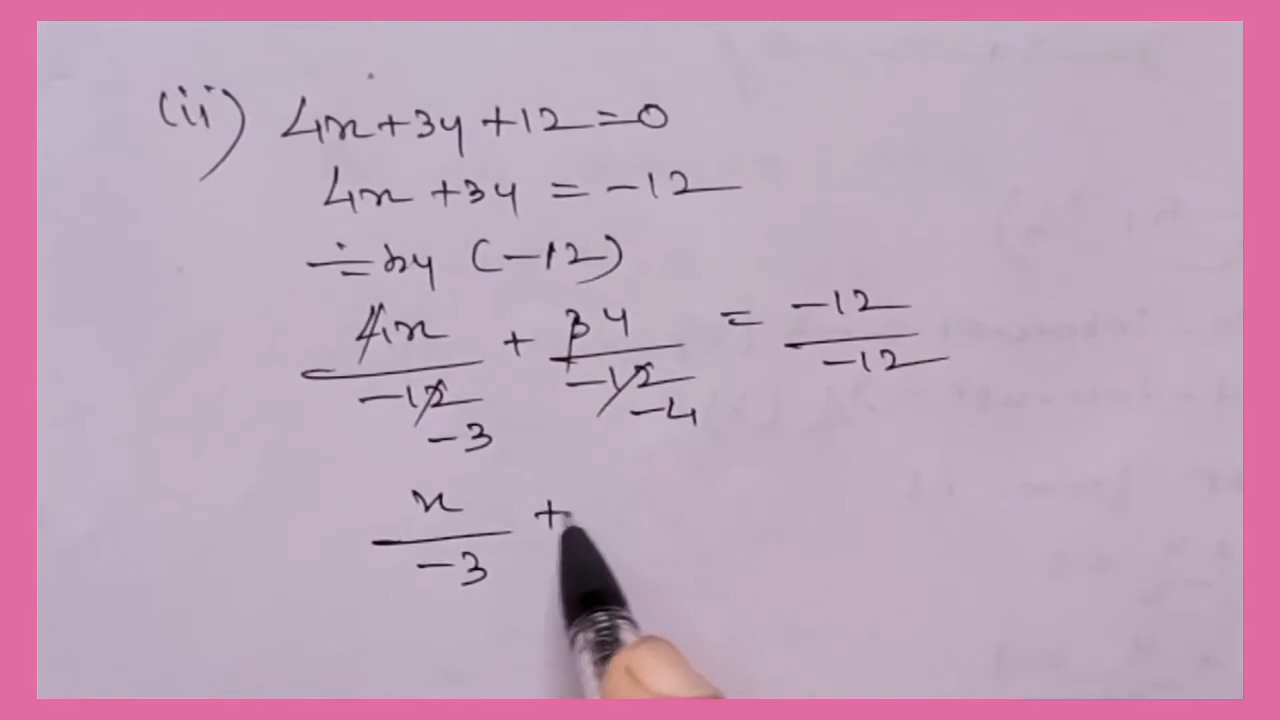 (ii) 4x+3y+12=0
4x+3y = -12
÷ by (-12)
4x/-12 + 3y/-12 = -12/-12
-3 -4
x/-3 +